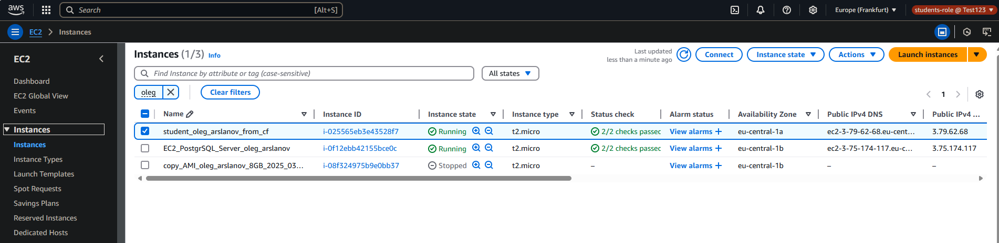 aws
Search [Alt+S]
Europe (Frankfurt)
students-role @ Test123
EC2 Instances
EC2
Dashboard
EC2 Global View
Events
Instances
Instances
Instance Types
Launch Templates
Spot Requests
Savings Plans
Reserved Instances
Dedicated Hosts
Instances (1/3) Info
Last updated
less than a minute ago
Connect
Instance state
Actions
Launch instances
Find Instance by attribute or tag (case-sensitive)
All states
oleg
Clear filters
1
Name Instance ID Instance state Instance type Status check Alarm status Availability Zone Public IPv4 DNS Public IPv4 ...
student_oleg_arslanov_from_cf i-025565eb3e43528f7 Running t2.micro 2/2 checks passed View alarms + eu-central-1a ec2-3-79-62-68.eu-cent... 3.79.62.68
EC2_PostgrSQL_Server_oleg_arslanov i-0f12ebb42155bce0c Running t2.micro 2/2 checks passed View alarms + eu-central-1b ec2-3-75-174-117.eu-c... 3.75.174.117
copy_AMI_oleg_arslanov_8GB_2025_03... i-08f324975b9e0bb37 Stopped t2.micro – View alarms + eu-central-1b – –